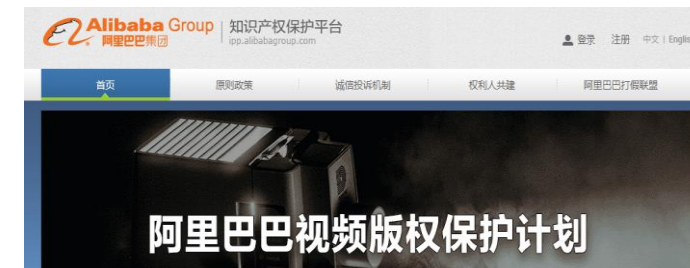 Alibaba Group
阿里巴巴集团
知识产权保护平台
ipp.alibabagroup.com
登录 注册 中文 | Englis
首页 原则政策 诚信投诉机制 权利人共建 阿里巴巴打假联盟
阿里巴巴视频版权保护计划